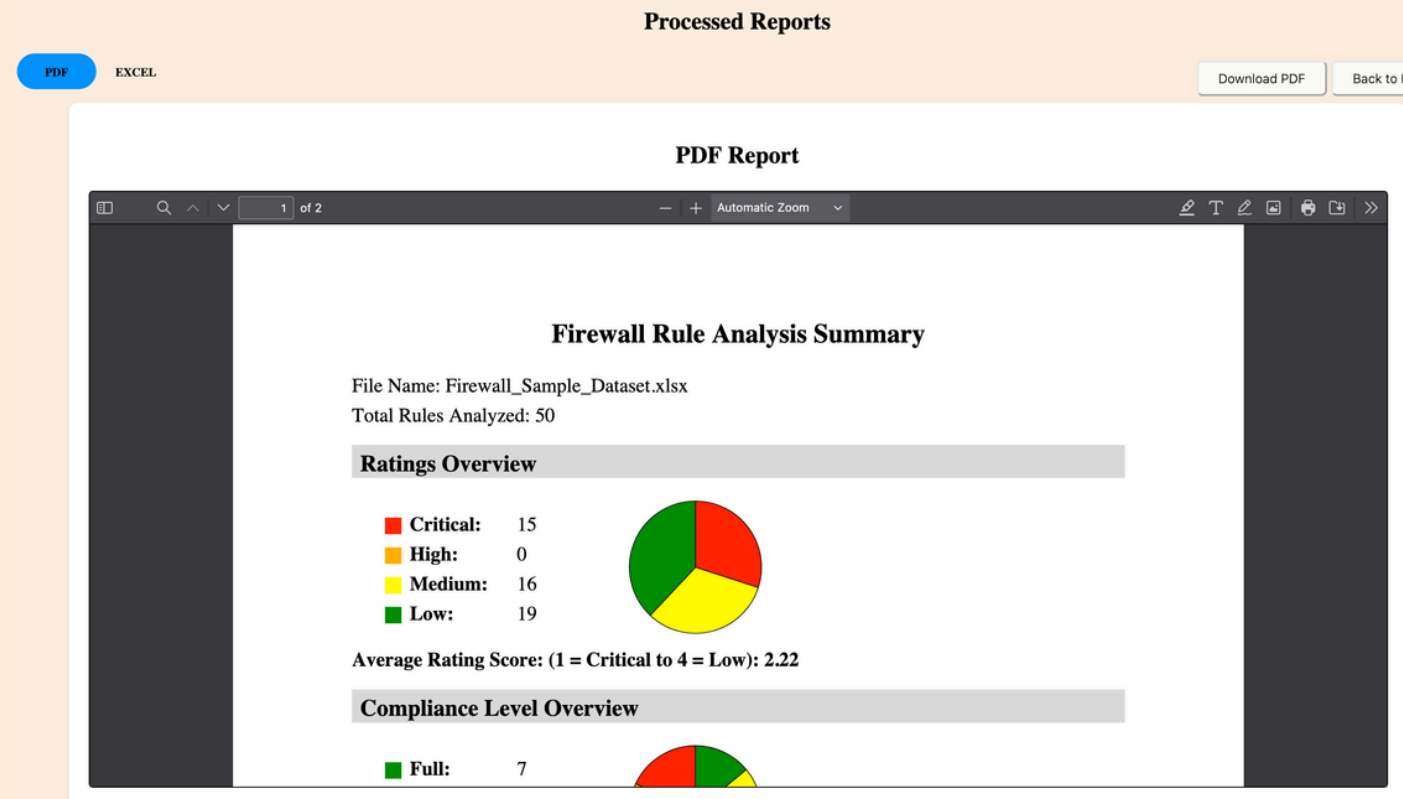 Processed Reports
PDF EXCEL
Download PDF Back to
PDF Report
1 of 2 Automatic Zoom
Firewall Rule Analysis Summary
File Name: Firewall_Sample_Dataset.xlsx
Total Rules Analyzed: 50
Ratings Overview
Critical: 15
High: 0
Medium: 16
Low: 19
Average Rating Score: (1 = Critical to 4 = Low): 2.22
Compliance Level Overview
Full: 7